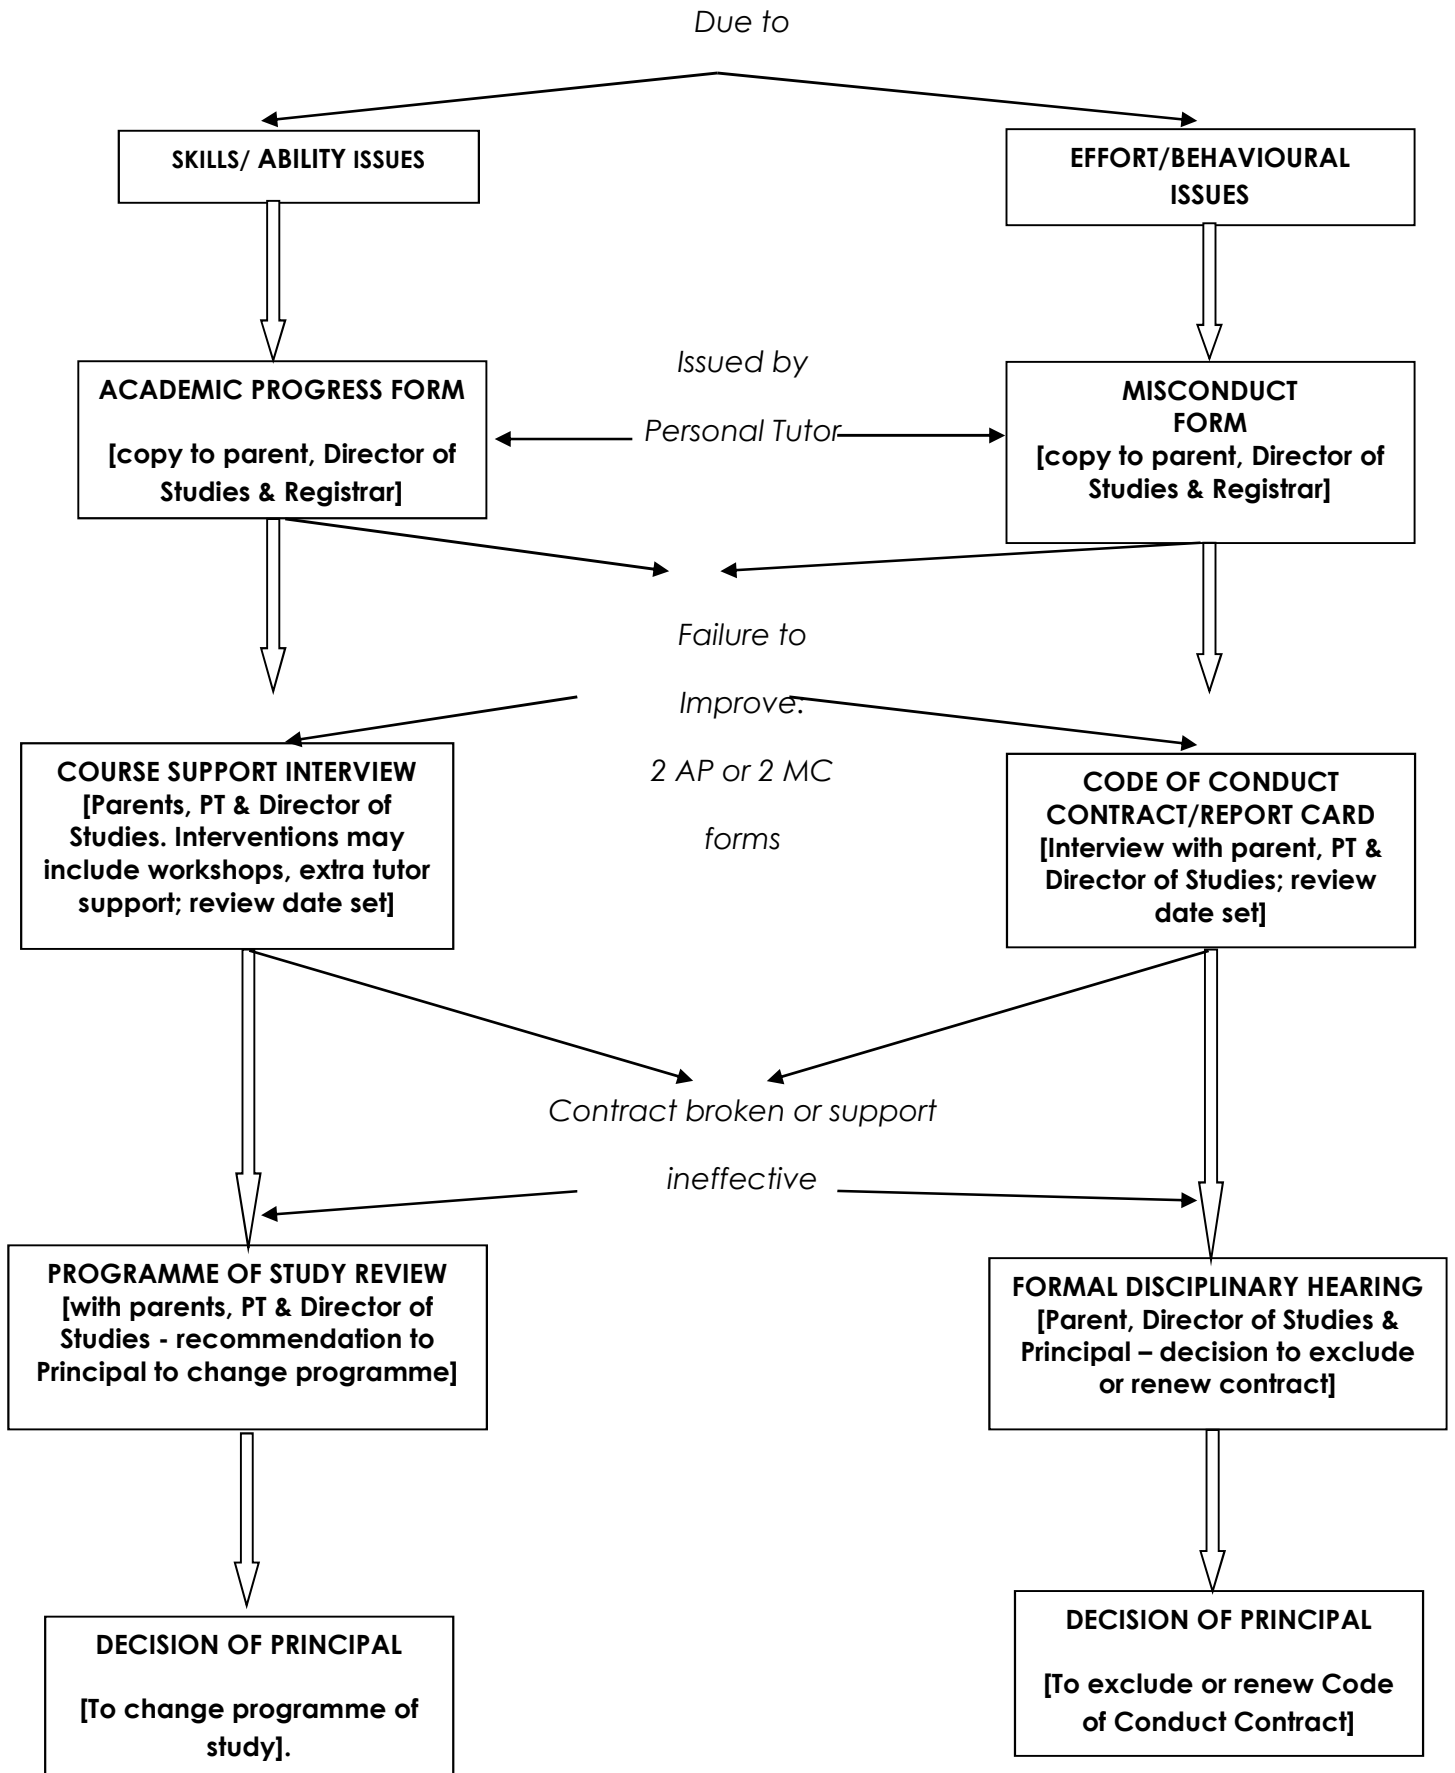 Due to
SKILLS/ ABILITY ISSUES
EFFORT/BEHAVIOURAL
ISSUES
ACADEMIC PROGRESS FORM
[copy to parent, Director of
Studies & Registrar]
Issued by
Personal Tutor
MISCONDUCT
FORM
[copy to parent, Director of
Studies & Registrar]
Failure to
Improve:
2 AP or 2 MC
forms
COURSE SUPPORT INTERVIEW
[Parents, PT & Director of
Studies. Interventions may
include workshops, extra tutor
support; review date set]
CODE OF CONDUCT
CONTRACT/REPORT CARD
[Interview with parent, PT &
Director of Studies; review
date set]
Contract broken or support
ineffective
PROGRAMME OF STUDY REVIEW
[with parents, PT & Director of
Studies - recommendation to
Principal to change programme]
FORMAL DISCIPLINARY HEARING
[Parent, Director of Studies &
Principal – decision to exclude
or renew contract]
DECISION OF PRINCIPAL
[To change programme of
study].
DECISION OF PRINCIPAL
[To exclude or renew Code
of Conduct Contract]